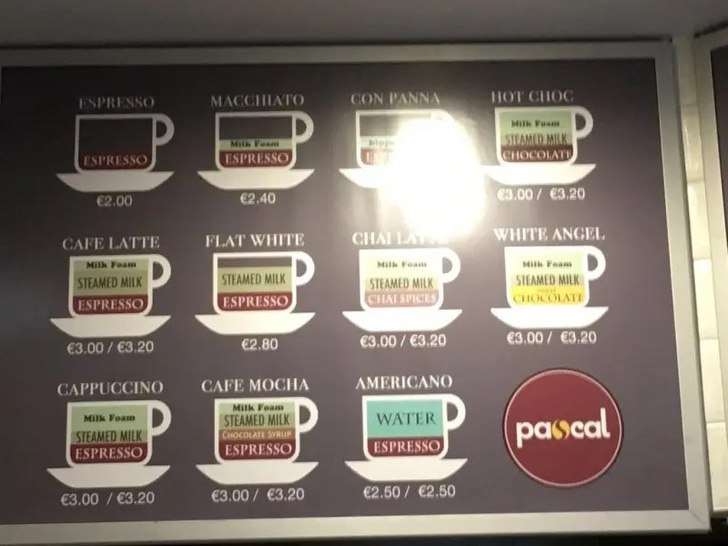 ESPRESSO
ESPRESSO
€2.00
MACCHIATO
Milk Foam
ESPRESSO
€2.40
CON PANNA
HOT CHOC
Milk Foam
STEAMED MILK
CHOCOLATE
€3.00 / €3.20
CAFE LATTE
Milk Foam
STEAMED MILK
ESPRESSO
€3.00 / €3.20
FLAT WHITE
STEAMED MILK
ESPRESSO
€2.80
CHAI
Milk Foam
STEAMED MILK
CHAI SPICES
€3.00 / €3.20
WHITE ANGEL
Milk Foam
STEAMED MILK
CHOCOLATE
€3.00 / €3.20
CAPPUCCINO
Milk Foam
STEAMED MILK
ESPRESSO
€3.00 / €3.20
CAFE MOCHA
Milk Foam
STEAMED MILK
CHOCOLATE SYRUP
ESPRESSO
€3.00 / €3.20
AMERICANO
WATER
ESPRESSO
€2.50 / €2.50
pascal